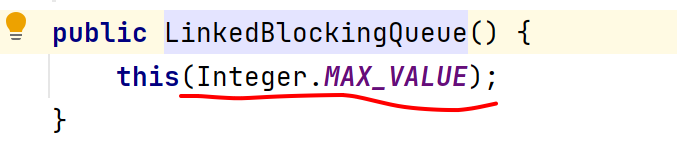 public LinkedBlockingQueue() {
this(Integer.MAX_VALUE);
}